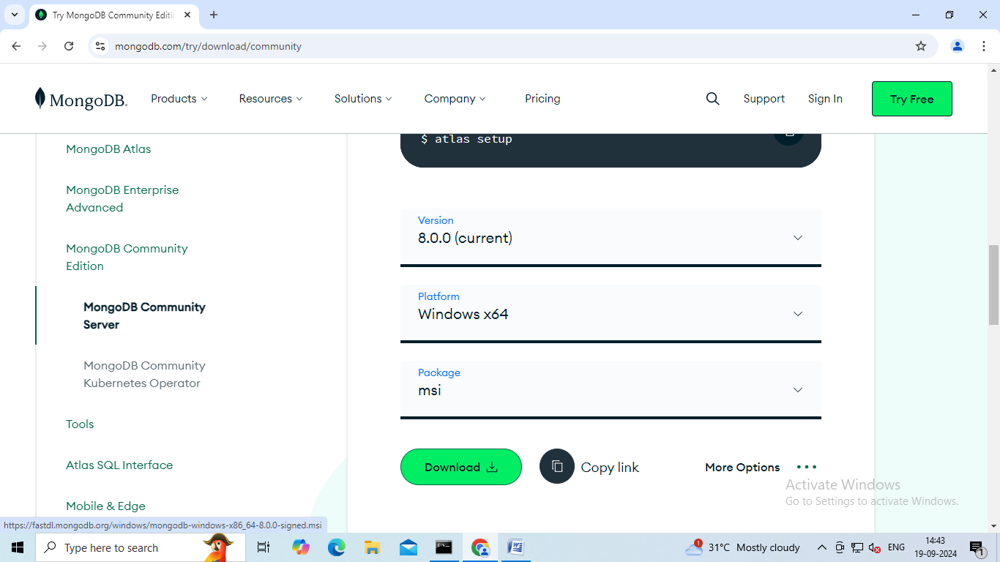 Try MongoDB Community Editio
mongodb.com/try/download/community
MongoDB.
Products
Resources
Solutions
Company
Pricing
Support
Sign In
Try Free
MongoDB Atlas
MongoDB Enterprise
Advanced
MongoDB Community
Edition
MongoDB Community
Server
MongoDB Community
Kubernetes Operator
Tools
Atlas SQL Interface
Mobile & Edge
$ atlas setup
Version
8.0.0 (current)
Platform
Windows x64
Package
msi
Download
Copy link
More Options
Activate Windows
Go to Settings to activate Windows.
https://fastdl.mongodb.org/windows/mongodb-windows-x86_64-8.0.0-signed.msi
Type here to search
1
31°C Mostly cloudy
ENG
14:43
19-09-2024
1